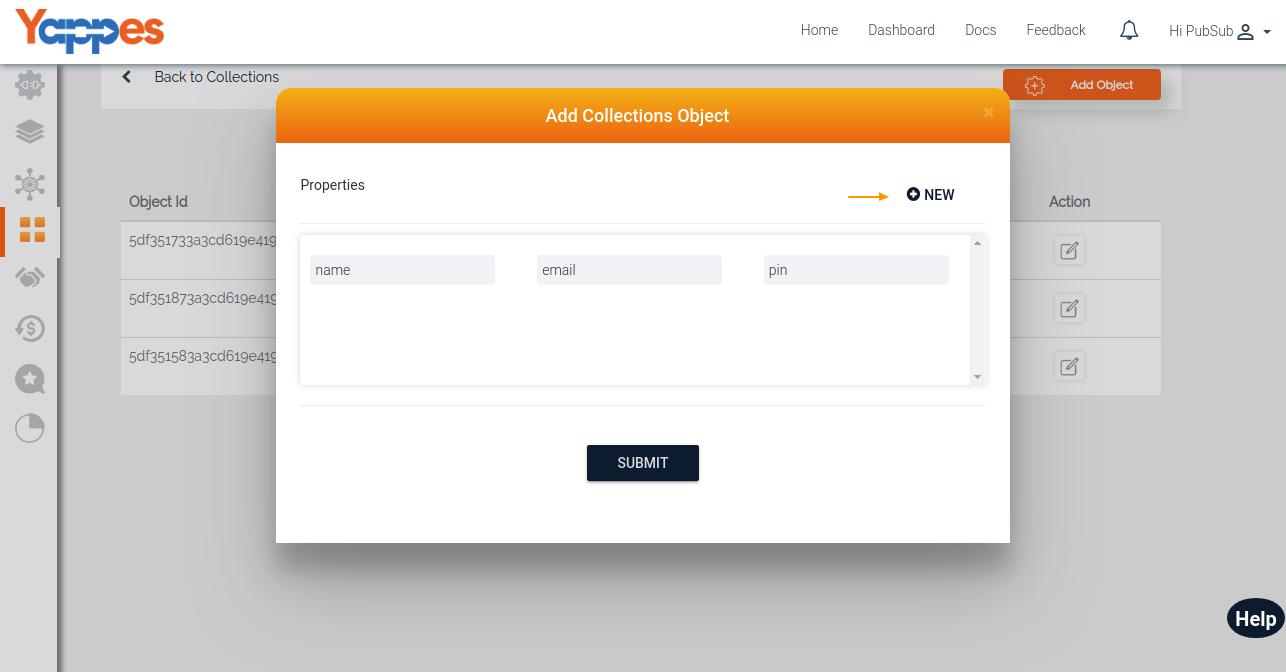 Yappes
Home Dashboard Docs Feedback Hi PubSub
Back to Collections
Add Object
Add Collections Object ×
Properties
NEW
Object Id Action
name email pin
5df351733a3cd619e419
5df351873a3cd619e419
5df351583a3cd619e419
SUBMIT
Help